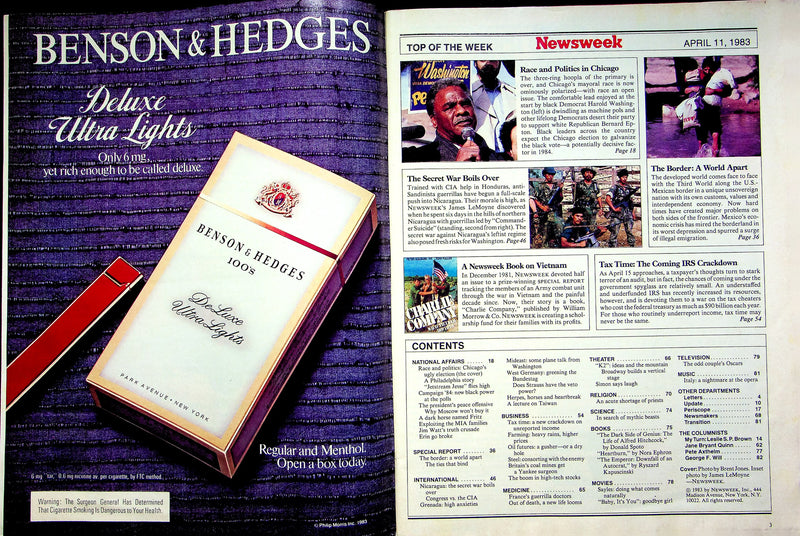 BENSON & HEDGES
Deluxe
Ultra Lights
Only 6 mg
yet rich enough to be called deluxe.
BENSON & HEDGES
100's
DeLuxe
Ultra-Lights
PARK AVENUE • NEW YORK
Regular and Menthol
Open a box today
6 mg "tar," 0.6 mg nicotine av. per cigarette, by FTC method.
Warning: The Surgeon General Has Determined
That Cigarette Smoking Is Dangerous to Your Health.
© Philip Morris Inc. 1983
TOP OF THE WEEK
Newsweek
APRIL 11, 1983
Washington
Race and Politics in Chicago
The three-ring hoopla of the primary is
over, and Chicago's mayoral race is now
ominously polarized—with race an open
issue. The comfortable lead enjoyed at the
start by black Democrat Harold Washing-
ton (left) is dwindling as machine pols and
other lifelong Democrats desert their party
to support white Republican Bernard Ep-
ton. Black leaders across the country
expect the Chicago election to galvanize
the black vote—a potentially decisive fac-
tor in 1984. Page 18
The Secret War Boils Over
Trained with CIA help in Honduras, anti-
Sandinista guerrillas have begun a full-scale
push into Nicaragua. Their morale is high, as
NEWSWEEK's James LeMoyne discovered
when he spent six days in the hills of northern
Nicaragua with guerrillas led by "Command-
er Suicide" (standing, second from right). The
secret war against Nicaragua's leftist regime
also posed fresh risks for Washington. Page 46
The Border: A World Apart
The developed world comes face to face
with the Third World along the U.S.-
Mexican border in a unique unsovereign
nation with its own customs, values and
interdependent economy. Now hard
times have created major problems on
both sides of the frontier. Mexico's eco-
nomic crisis has mired the borderland in
its worst depression and spurred a surge
of illegal emigration. Page 36
CHARLIE
COMPANY
A Newsweek Book on Vietnam
In December 1981, NEWSWEEK devoted half
an issue to a prize-winning SPECIAL REPORT
tracking the members of an Army combat unit
through the war in Vietnam and the painful
decade since. Now, their story is a book,
"Charlie Company," published by William
Morrow & Co. NEWSWEEK is creating a schol-
arship fund for their families with its profits.
Tax Time: The Coming IRS Crackdown
As April 15 approaches, a taxpayer's thoughts turn to stark
terror of an audit, but in fact, the chances of coming under the
government spyglass are relatively small. An understaffed
and underfunded IRS has recently increased its resources,
however, and is devoting them to a war on the tax cheaters
who cost the federal treasury as much as $90 billion each year.
For those who routinely underreport income, tax time may
never be the same. Page 54
CONTENTS
NATIONAL AFFAIRS 18
Race and politics: Chicago's
ugly election (the cover)
A Philadelphia story
"Jetstream Jesse" flies high
Campaign '84: new black power
at the polls
The president's peace offensive
Why Moscow won't buy it
A dark horse named Fritz
Exploiting the MIA families
Jim Watt's truth crusade
Erin go broke
SPECIAL REPORT 36
The border: a world apart
The ties that bind
INTERNATIONAL 46
Nicaragua: the secret war boils
over
Congress vs. the CIA
Grenada: high anxieties
Mideast: some plane talk from
Washington
West Germany: greening the
Bundestag
Does Strauss have the veto
power?
Herpes, horses and heartbreak
A lecture on Taiwan
BUSINESS 54
Tax time: a new crackdown on
unreported income
Farming: heavy rains, higher
prices
Oil futures: a gusher—or a dry
hole
Steel: consorting with the enemy
Britain's coal mines get
a Yankee surgeon
The boom in high-tech stocks
MEDICINE 65
France's guerrilla doctors
Out of death, a new life looms
THEATER 66
"K2": ideas and the mountain
Broadway builds a vertical
stage
Simon says laugh
RELIGION 70
An acute shortage of priests
SCIENCE 74
In search of mythic beasts
BOOKS 75
"The Dark Side of Genius: The
Life of Alfred Hitchcock,"
by Donald Spoto
"Heartburn," by Nora Ephron
"The Emperor: Downfall of an
Autocrat," by Ryszard
Kapuscinski
MOVIES 78
Sayles: doing what comes
naturally
"Baby, It's You": goodbye girl
TELEVISION 79
The odd couple's Oscars
MUSIC 81
Italy: a nightmare at the opera
OTHER DEPARTMENTS
Letters 4
Update 10
Periscope 17
Newsmakers 68
Transition 81
THE COLUMNISTS
My Turn: Leslie S.P. Brown 14
Jane Bryant Quinn 62
Pete Axthelm 77
George F. Will 82
Cover: Photo by Brent Jones. Inset
photo by James LeMoyne
—NEWSWEEK.
© 1983 by NEWSWEEK, Inc., 444
Madison Avenue, New York, N.Y.
10022. All rights reserved.
3